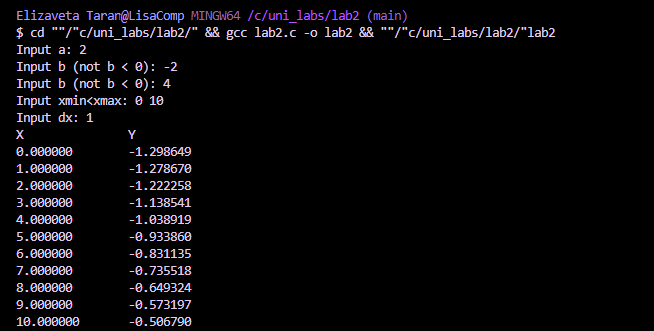 Elizaveta Taran@LisaComp MINGW64 /c/uni_labs/lab2 (main)
$ cd ""/"c/uni_labs/lab2/" && gcc lab2.c -o lab2 && ""/"c/uni_labs/lab2/"lab2
Input a: 2
Input b (not b < 0): -2
Input b (not b < 0): 4
Input xmin<xmax: 0 10
Input dx: 1
X Y
0.000000 -1.298649
1.000000 -1.278670
2.000000 -1.222258
3.000000 -1.138541
4.000000 -1.038919
5.000000 -0.933860
6.000000 -0.831135
7.000000 -0.735518
8.000000 -0.649324
9.000000 -0.573197
10.000000 -0.506790